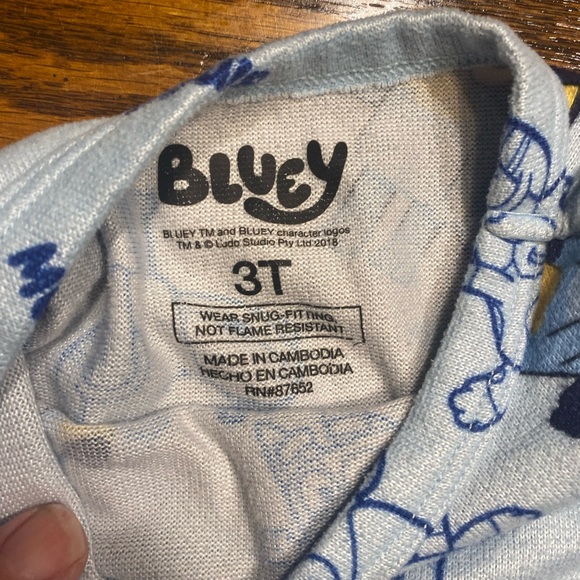 BLUEY
BLUEY TM and BLUEY character logos
TM & © Ludo Studio Pty Ltd 2018
3T
WEAR SNUG-FITTING
NOT FLAME RESISTANT
MADE IN CAMBODIA
HECHO EN CAMBODIA
RN#87652